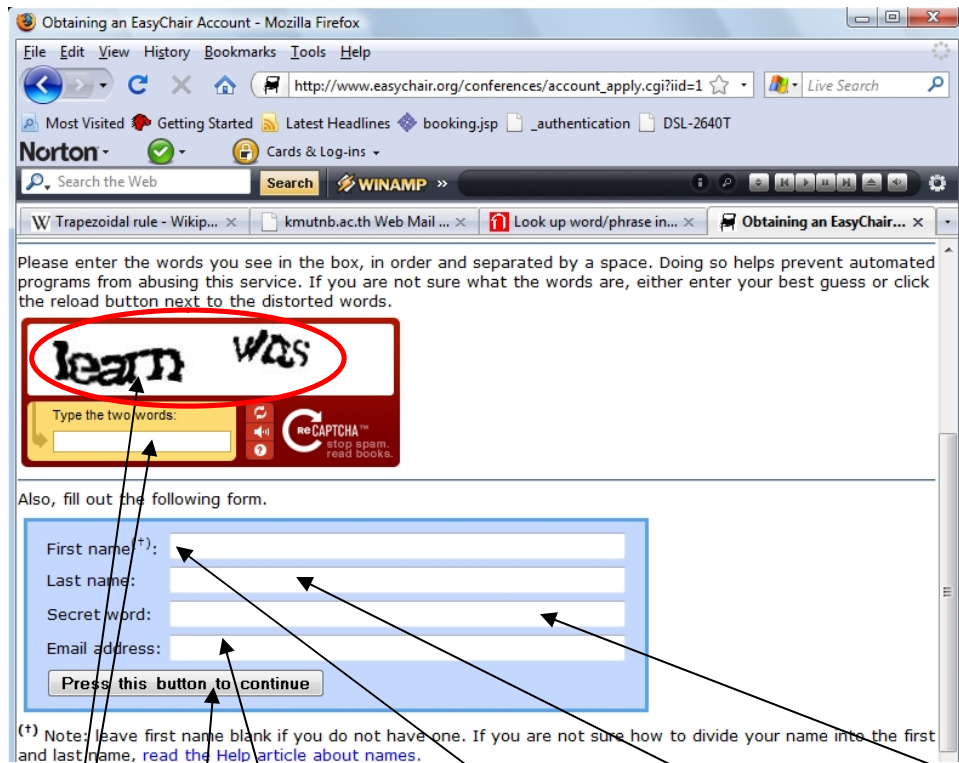 Obtaining an EasyChair Account - Mozilla Firefox
File Edit View History Bookmarks Tools Help
http://www.easychair.org/conferences/account_apply.cgi?iid=1 Live Search
Most Visited Getting Started Latest Headlines booking.jsp _authentication DSL-2640T
Norton Cards & Log-ins
Search the Web Search WINAMP »
W Trapezoidal rule - Wikip... kmutnb.ac.th Web Mail ... Look up word/phrase in... Obtaining an EasyChair...
Please enter the words you see in the box, in order and separated by a space. Doing so helps prevent automated
programs from abusing this service. If you are not sure what the words are, either enter your best guess or click
the reload button next to the distorted words.
learn was
Type the two words:
ReCAPTCHA™
stop spam.
read books.
Also, fill out the following form.
First name(†):
Last name:
Secret word:
Email address:
Press this button to continue
(†) Note: leave first name blank if you do not have one. If you are not sure how to divide your name into the first
and last name, read the Help article about names.